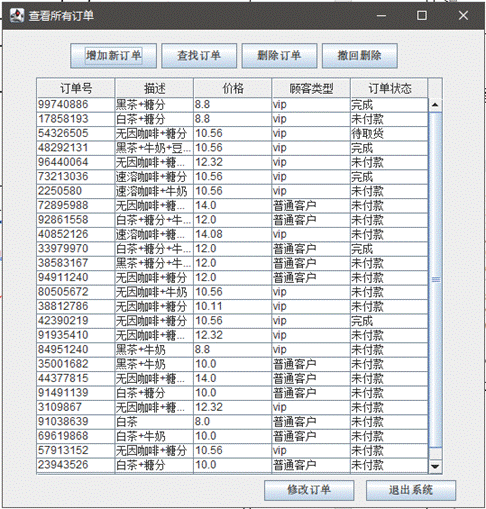 查看所有订单
增加新订单 查找订单 删除订单 撤回删除
订单号 描述 价格 顾客类型 订单状态
99740886 黑茶+糖分 8.8 vip 完成
17858193 白茶+糖分 8.8 vip 未付款
54326505 无因咖啡+糖分 10.56 vip 待取货
48292131 黑茶+牛奶+豆... 10.56 vip 完成
96440064 无因咖啡+糖... 12.32 vip 未付款
73213036 速溶咖啡+糖分 10.56 vip 完成
2250580 速溶咖啡+牛奶 10.56 vip 未付款
72895988 无因咖啡+糖... 14.0 普通客户 未付款
92861558 白茶+糖分+牛... 12.0 普通客户 未付款
40852126 速溶咖啡+糖... 14.08 vip 未付款
33979970 白茶+糖分+牛... 12.0 普通客户 完成
38583167 黑茶+糖分+牛... 12.0 普通客户 未付款
94911240 白茶+糖分+牛... 12.0 普通客户 未付款
80505672 无因咖啡+牛奶 10.56 vip 未付款
38812786 无因咖啡+糖分 10.11 vip 未付款
42390219 无因咖啡+糖分 10.56 vip 完成
91935410 无因咖啡+糖... 12.32 vip 未付款
84951240 黑茶+牛奶 8.8 vip 未付款
35001682 黑茶+牛奶 10.0 普通客户 未付款
44377815 无因咖啡+糖... 14.0 普通客户 未付款
91491139 白茶+糖分 10.0 普通客户 未付款
3109867 无因咖啡+糖... 12.32 vip 未付款
91038639 白茶 8.0 普通客户 未付款
69619868 白茶+牛奶 10.0 普通客户 未付款
57913152 无因咖啡+糖分 10.56 vip 未付款
23943526 白茶+糖分 10.0 普通客户 未付款
修改订单 退出系统